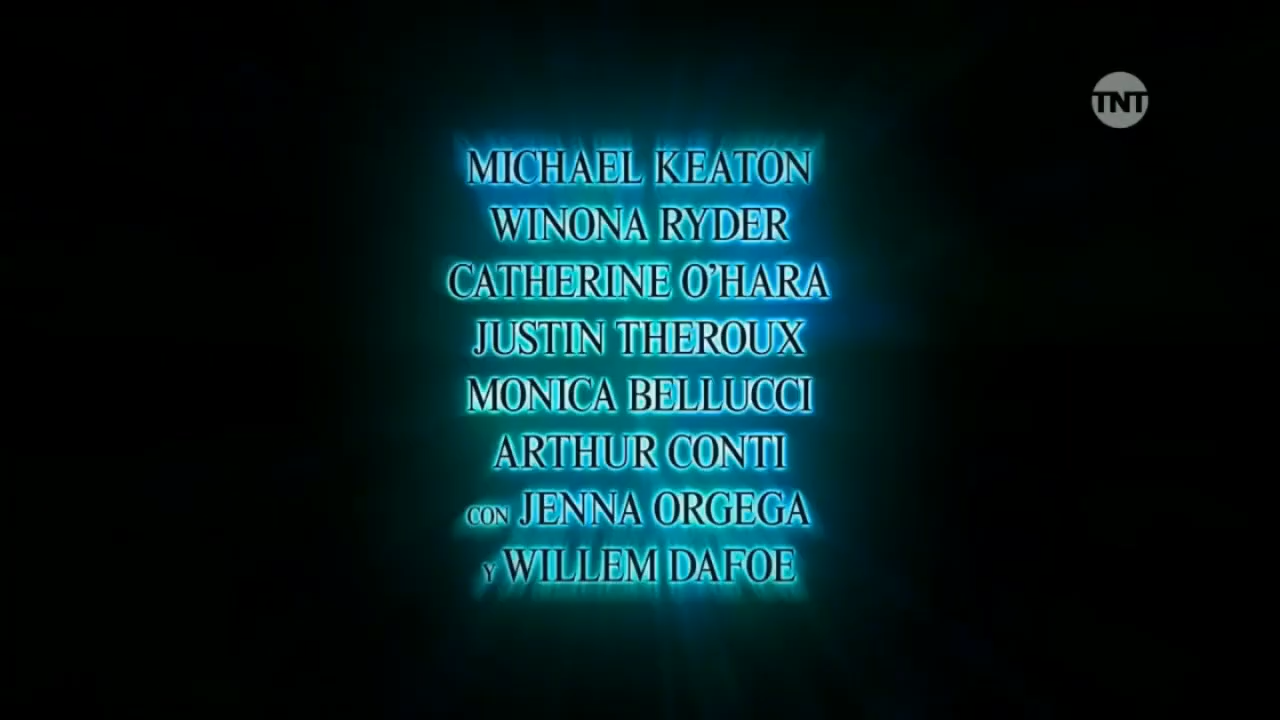 TNT
MICHAEL KEATON
WINONA RYDER
CATHERINE O'HARA
JUSTIN THEROUX
MONICA BELLUCCI
ARTHUR CONTI
CON JENNA ORGEGA
Y WILLEM DAFOE